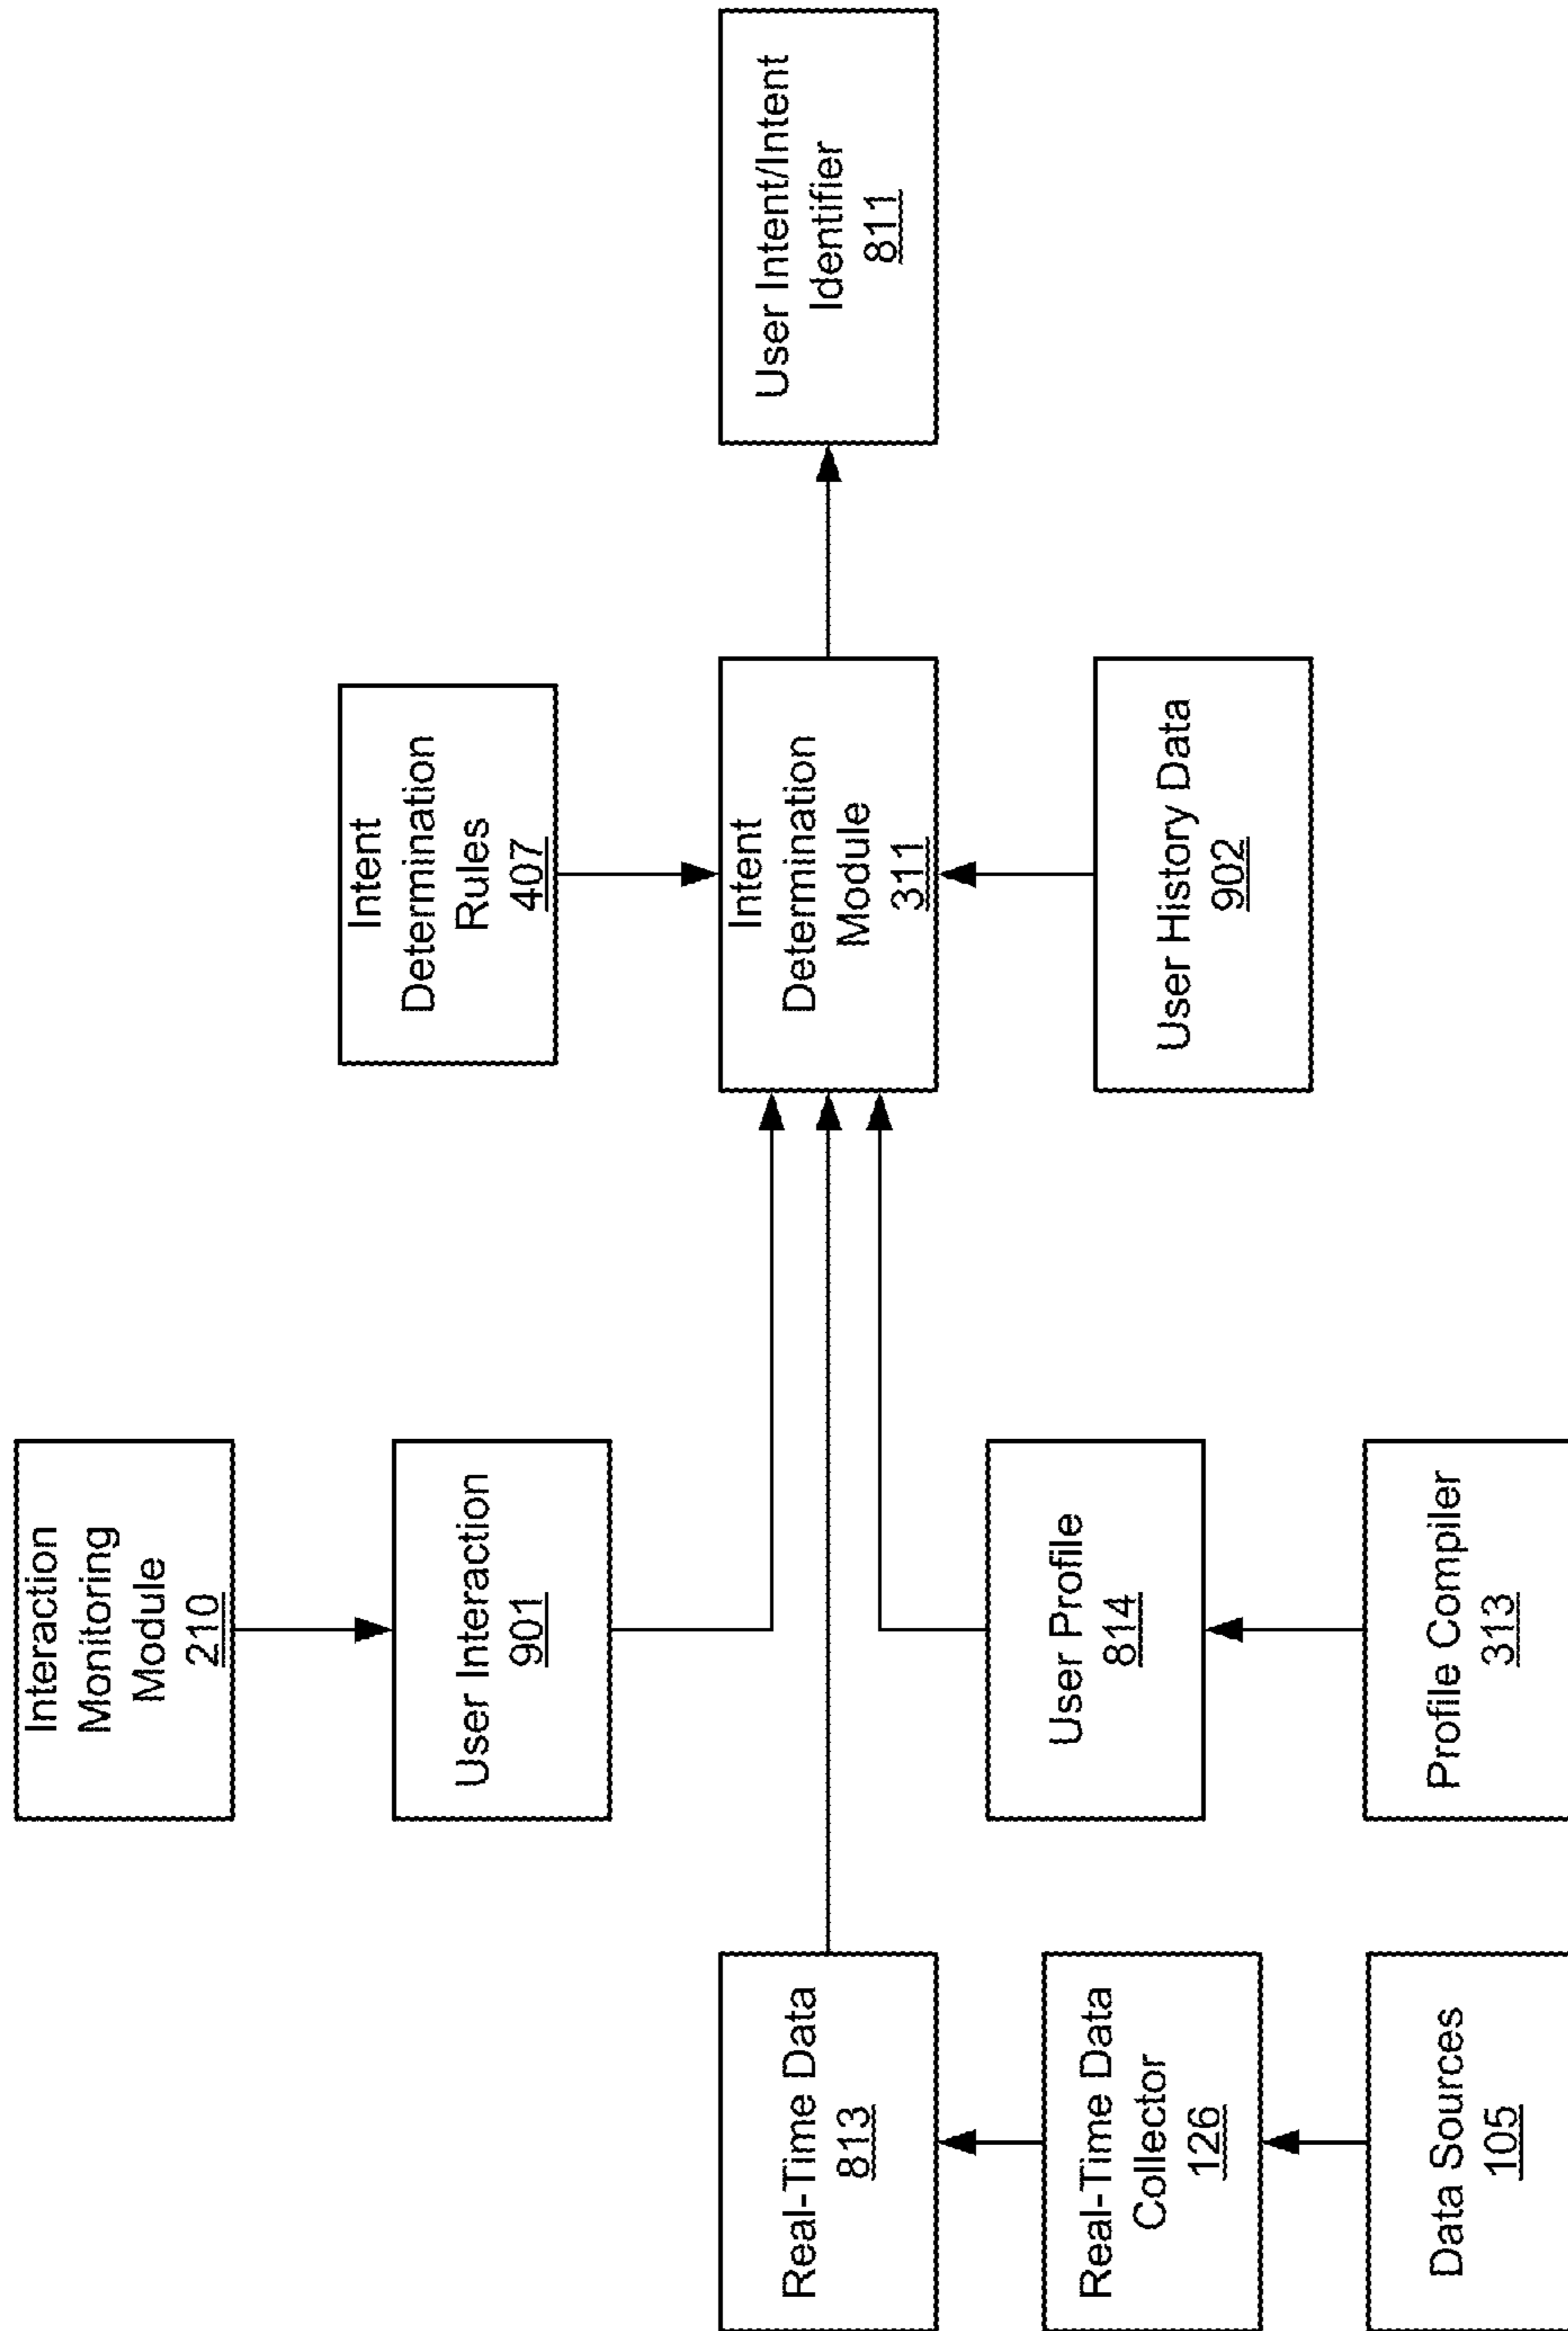 Interaction
Monitoring
Module
210
User Interaction
901
Real-Time Data
813
Real-Time Data
Collector
126
Data Sources
105
User Profile
814
Profile Compiler
313
Intent
Determination
Rules
407
Intent
Determination
Module
311
User History Data
902
User Intent/Intent
Identifier
811